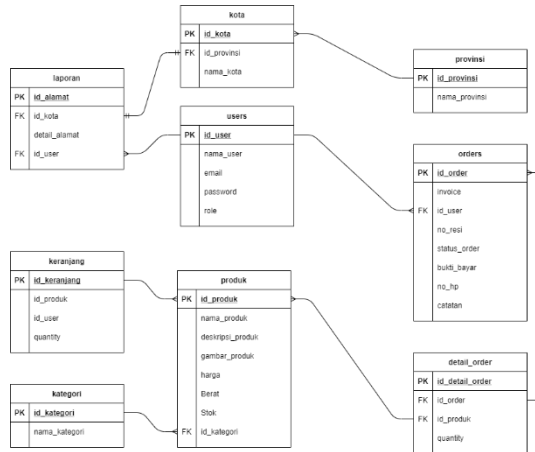 kota
PK id_kota
FK id_provinsi
nama_kota
provinsi
PK id_provinsi
nama_provinsi
laporan
PK id_alamat
FK id_kota
detail_alamat
FK id_user
users
PK id_user
nama_user
email
password
role
orders
PK id_order
invoice
FK id_user
no_resi
status_order
bukti_bayar
no_hp
catatan
keranjang
PK id_keranjang
id_produk
id_user
quantity
produk
PK id_produk
nama_produk
deskripsi_produk
gambar_produk
harga
Berat
Stok
FK id_kategori
kategori
PK id_kategori
nama_kategori
detail_order
PK id_detail_order
FK id_order
FK id_produk
quantity